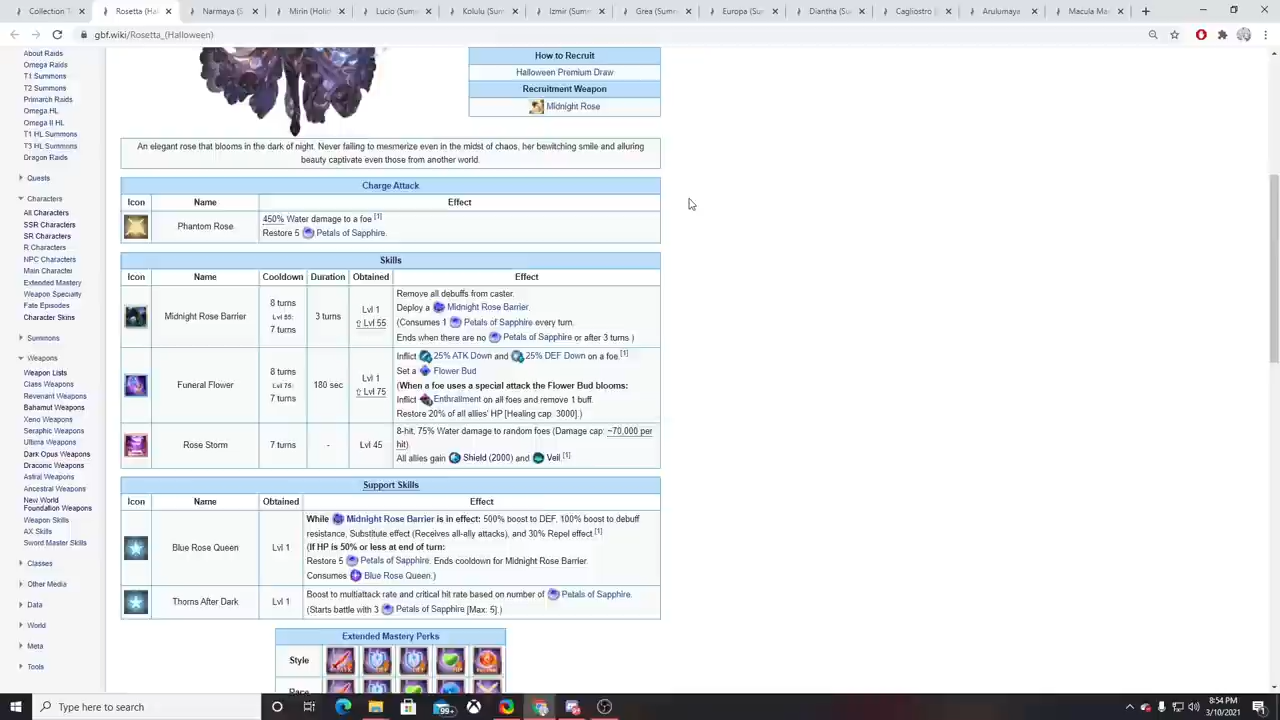 Collection T
Rosetta (Ha
Narmaya (S
Mirin (Holid
Lucio (Summ
Kolulu (Sum
Izmir (Summ
Grea (Summ
Europa (Sum
Diantha (Su
Cagliostro (
Arulumaya
Macula Ma
gbf.wiki/Rosetta_(Halloween)
About Raids
Omega Raids
T1 Summons
T2 Summons
Primarch Raids
Omega HL
Omega II HL
T1 HL Summons
T3 HL Summons
Dragon Raids
Quests
Characters
All Characters
SSR Characters
SR Characters
R Characters
NPC Characters
Main Character
Extended Mastery
Weapon Specialty
Fate Episodes
Character Skins
Summons
Weapons
Weapon Lists
Class Weapons
Revenant Weapons
Bahamut Weapons
Xeno Weapons
Seraphic Weapons
Ultima Weapons
Dark Opus Weapons
Draconic Weapons
Astral Weapons
Ancestral Weapons
New World
Foundation Weapons
Weapon Skills
AX Skills
Sword Master Skills
Classes
Other Media
Data
World
Meta
Tools
How to Recruit
Halloween Premium Draw
Recruitment Weapon
Midnight Rose
An elegant rose that blooms in the dark of night. Never failing to mesmerize even in the midst of chaos, her bewitching smile and alluring
beauty captivate even those from another world.
Charge Attack
Icon Name Effect
Phantom Rose
450% Water damage to a foe [1]
Restore 5 Petals of Sapphire.
Skills
Icon Name Cooldown Duration Obtained Effect
Midnight Rose Barrier
8 turns
Lvl 55:
7 turns
3 turns
Lvl 1
⇧Lvl 55
Remove all debuffs from caster.
Deploy a Midnight Rose Barrier.
(Consumes 1 Petals of Sapphire every turn.
Ends when there are no Petals of Sapphire or after 3 turns.)
Funeral Flower
8 turns
Lvl 75:
7 turns
180 sec
Lvl 1
⇧Lvl 75
Inflict 25% ATK Down and 25% DEF Down on a foe.[1]
Set a Flower Bud
(When a foe uses a special attack the Flower Bud blooms:
Inflict Enthrallment on all foes and remove 1 buff.
Restore 20% of all allies' HP [Healing cap: 3000].)
Rose Storm
7 turns
-
Lvl 45
8-hit, 75% Water damage to random foes (Damage cap: ~70,000 per
hit).
All allies gain Shield (2000) and Veil.[1]
Support Skills
Icon Name Obtained Effect
Blue Rose Queen
Lvl 1
While Midnight Rose Barrier is in effect: 500% boost to DEF, 100% boost to debuff
resistance, Substitute effect (Receives all-ally attacks), and 30% Repel effect.[1]
(If HP is 50% or less at end of turn:
Restore 5 Petals of Sapphire. Ends cooldown for Midnight Rose Barrier.
Consumes Blue Rose Queen.)
Thorns After Dark
Lvl 1
Boost to multiattack rate and critical hit rate based on number of Petals of Sapphire.
(Starts battle with 3 Petals of Sapphire [Max: 5].)
Extended Mastery Perks
Style
Race
Type here to search
99+
8:54 PM
3/10/2021